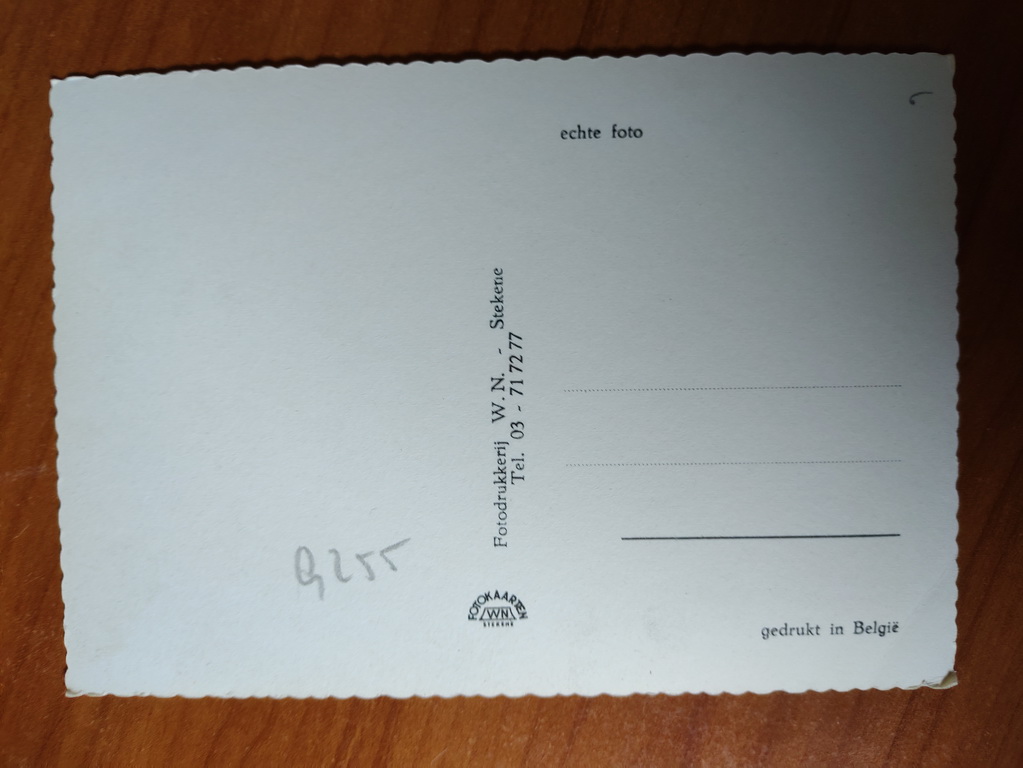 echte foto
Fotodrukkerij W.N. - Stekene
Tel. 03 - 71 72 77
FOTOKAARTEN
WN
STEKENE
gedrukt in België